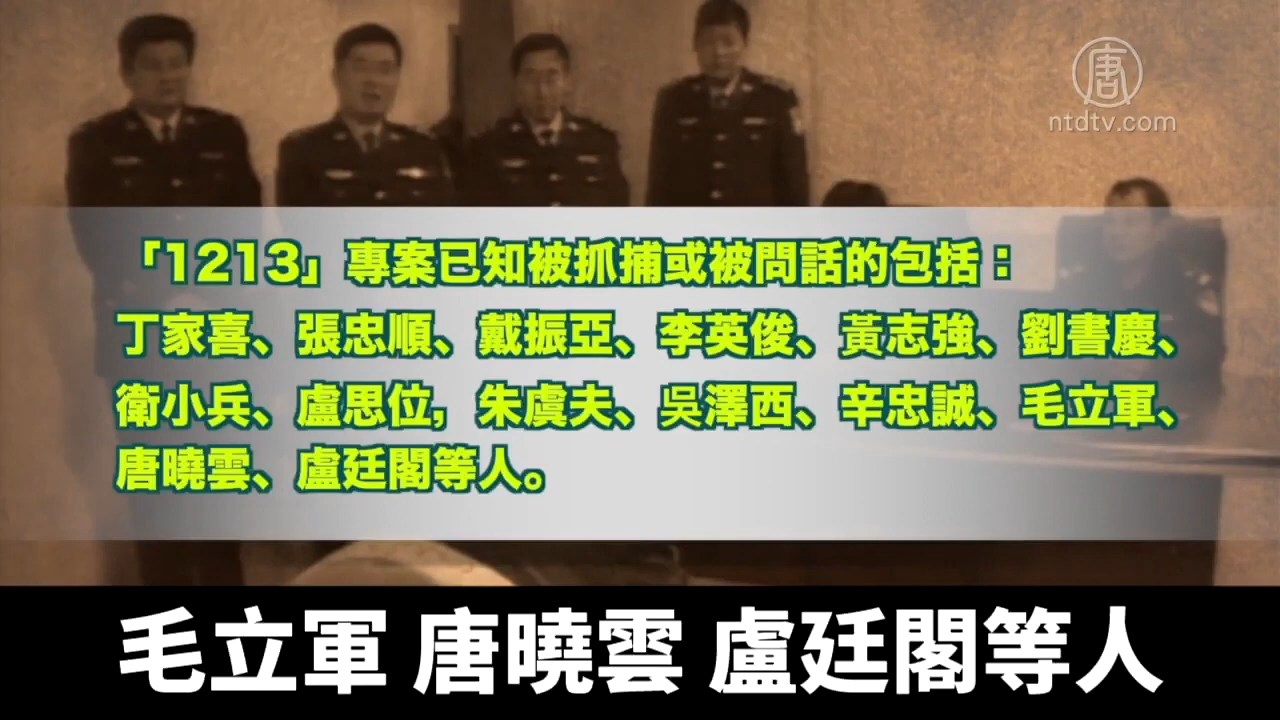 唐
ntdtv.com
「1213」專案已知被抓捕或被問話的包括：
丁家喜、張忠順、戴振亞、李英俊、黃志強、劉書慶、
衛小兵、盧思位，朱虞夫、吳澤西、辛忠誠、毛立軍、
唐曉雲、盧廷閣等人。
毛立軍 唐曉雲 盧廷閣等人